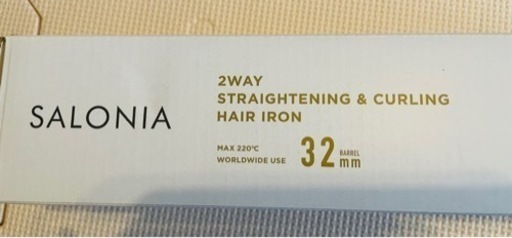 SALONIA
2WAY
STRAIGHTENING & CURLING
HAIR IRON
MAX 220℃
WORLDWIDE USE
32 BARREL mm